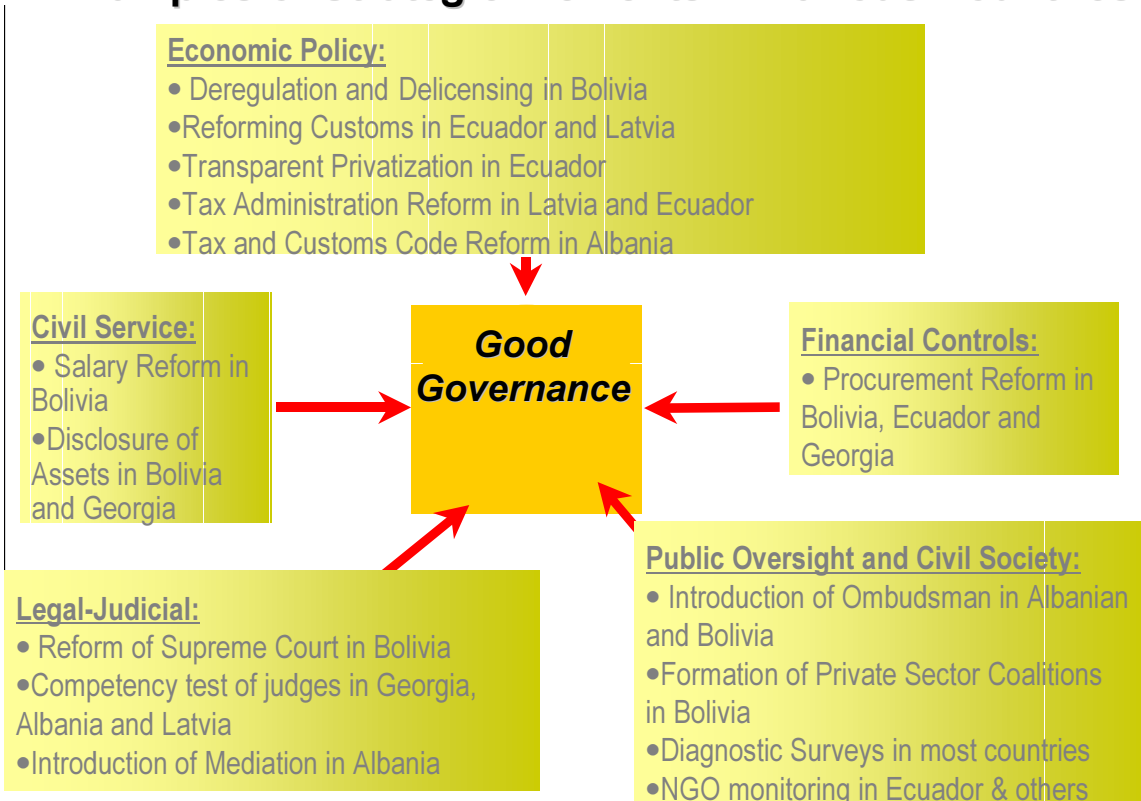 Economic Policy:
• Deregulation and Delicensing in Bolivia
•Reforming Customs in Ecuador and Latvia
•Transparent Privatization in Ecuador
•Tax Administration Reform in Latvia and Ecuador
•Tax and Customs Code Reform in Albania
Civil Service:
• Salary Reform in
Bolivia
•Disclosure of
Assets in Bolivia
and Georgia
Good
Governance
Financial Controls:
• Procurement Reform in
Bolivia, Ecuador and
Georgia
Legal-Judicial:
• Reform of Supreme Court in Bolivia
•Competency test of judges in Georgia,
Albania and Latvia
•Introduction of Mediation in Albania
Public Oversight and Civil Society:
• Introduction of Ombudsman in Albanian
and Bolivia
•Formation of Private Sector Coalitions
in Bolivia
•Diagnostic Surveys in most countries
•NGO monitoring in Ecuador & others